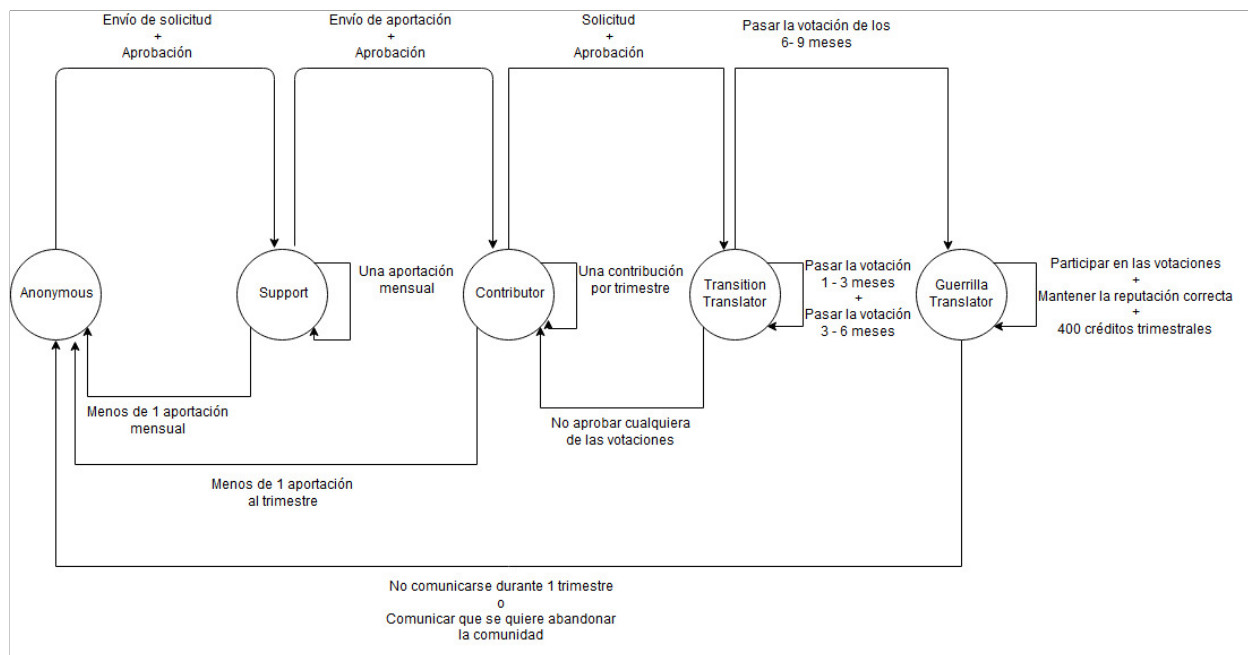 Envío de solicitud
+
Aprobación
Envío de aportación
+
Aprobación
Solicitud
+
Aprobación
Pasar la votación de los
6- 9 meses
Anonymous
Support
Una aportación
mensual
Contributor
Una contribución
por trimestre
Transition
Translator
Pasar la votación
1 - 3 meses
+
Pasar la votación
3 - 6 meses
Guerrilla
Translator
Participar en las votaciones
+
Mantener la reputación correcta
+
400 créditos trimestrales
Menos de 1 aportación
mensual
No aprobar cualquiera
de las votaciones
Menos de 1 aportación
al trimestre
No comunicarse durante 1 trimestre
o
Comunicar que se quiere abandonar
la comunidad